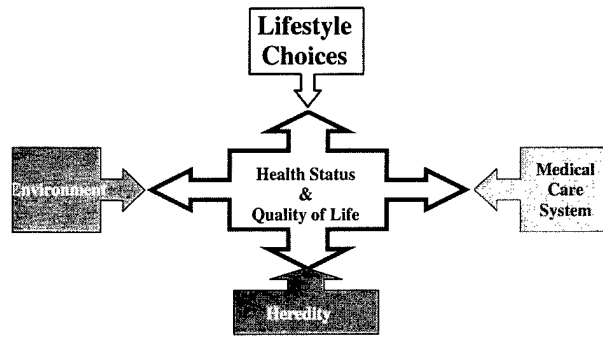 Lifestyle
Choices
Environment
Health Status
&
Quality of Life
Medical
Care
System
Heredity